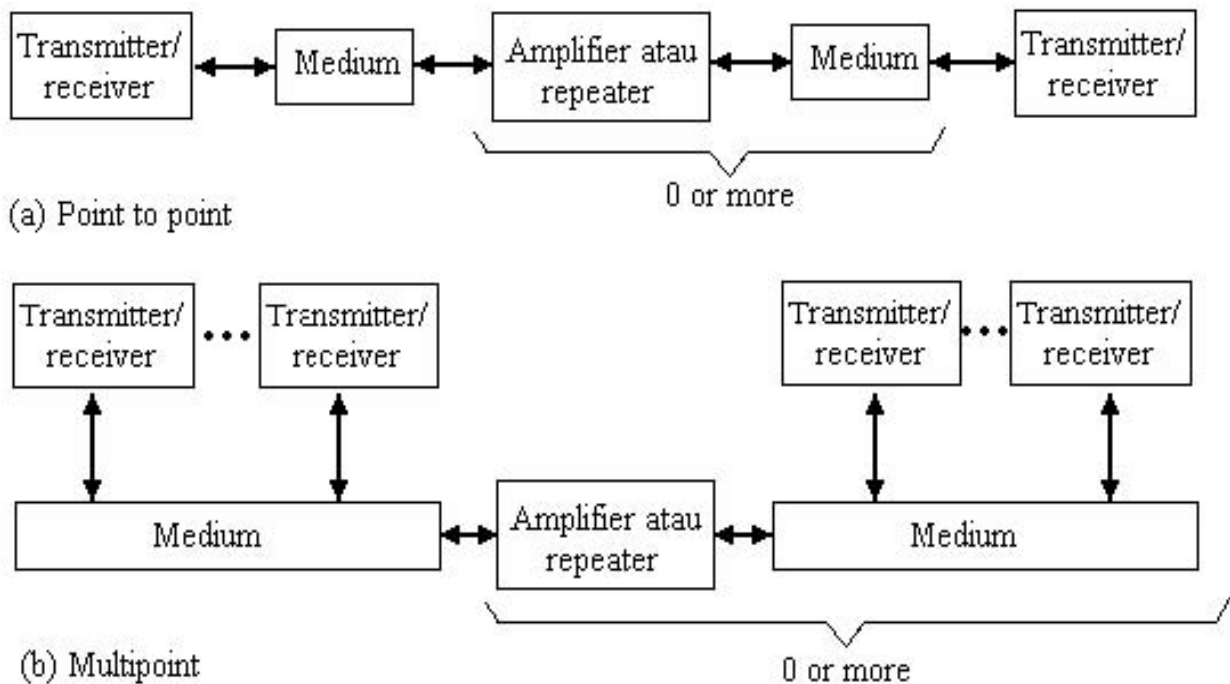 Transmitter/
receiver
Medium
Amplifier atau
repeater
Medium
Transmitter/
receiver
0 or more
(a) Point to point
Transmitter/
receiver
Transmitter/
receiver
Transmitter/
receiver
Transmitter/
receiver
Medium
Amplifier atau
repeater
Medium
0 or more
(b) Multipoint